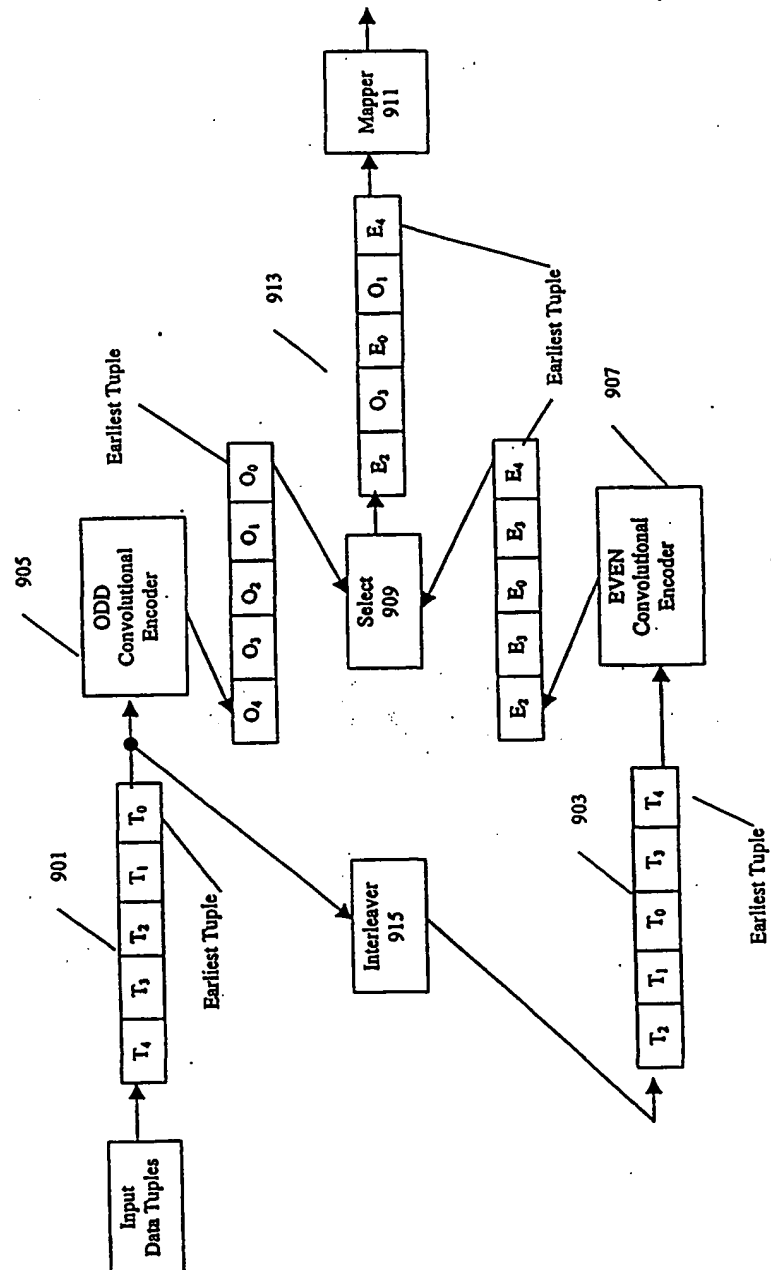 Input
Data Tuples
T4 T3 T2 T1 T0
901
Earliest Tuple
905
ODD
Convolutional
Encoder
O4 O3 O2 O1 O0
Earliest Tuple
Interleaver
915
Select
909
913
E2 O3 E0 O1 E4
Mapper
911
Earliest Tuple
E2 E3 E0 E3 E4
903
T2 T1 T0 T3 T4
Earliest Tuple
EVEN
Convolutional
Encoder
907